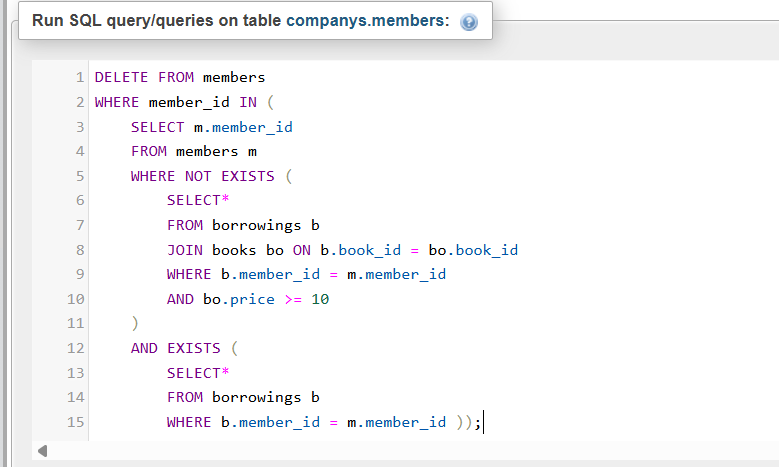 Run SQL query/queries on table companys.members:
1 DELETE FROM members
2 WHERE member_id IN (
3 SELECT m.member_id
4 FROM members m
5 WHERE NOT EXISTS (
6 SELECT*
7 FROM borrowings b
8 JOIN books bo ON b.book_id = bo.book_id
9 WHERE b.member_id = m.member_id
10 AND bo.price >= 10
11 )
12 AND EXISTS (
13 SELECT*
14 FROM borrowings b
15 WHERE b.member_id = m.member_id ));